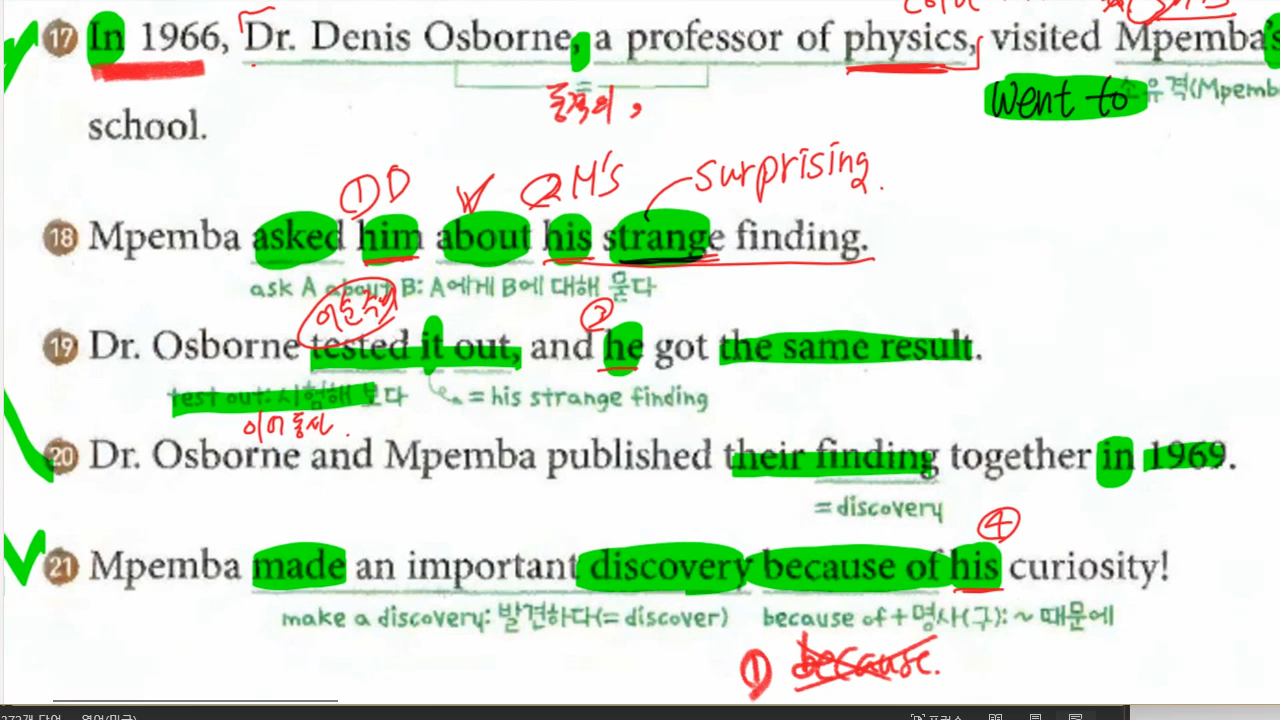 17 In 1966, Dr. Denis Osborne, a professor of physics, visited Mpemba's
=
동격의 , went to 소유격(Mpemb
school.
① D ② M's surprising.
18 Mpemba asked him about his strange finding.
ask A about B: A에게 B에 대해 묻다
이어동사 ③
19 Dr. Osborne tested it out, and he got the same result.
test out: 시험해 보다 = his strange finding
이어동사.
20 Dr. Osborne and Mpemba published their finding together in 1969.
= discovery
④
21 Mpemba made an important discovery because of his curiosity!
make a discovery: 발견하다(= discover) because of + 명사(구): ~ 때문에
① because.